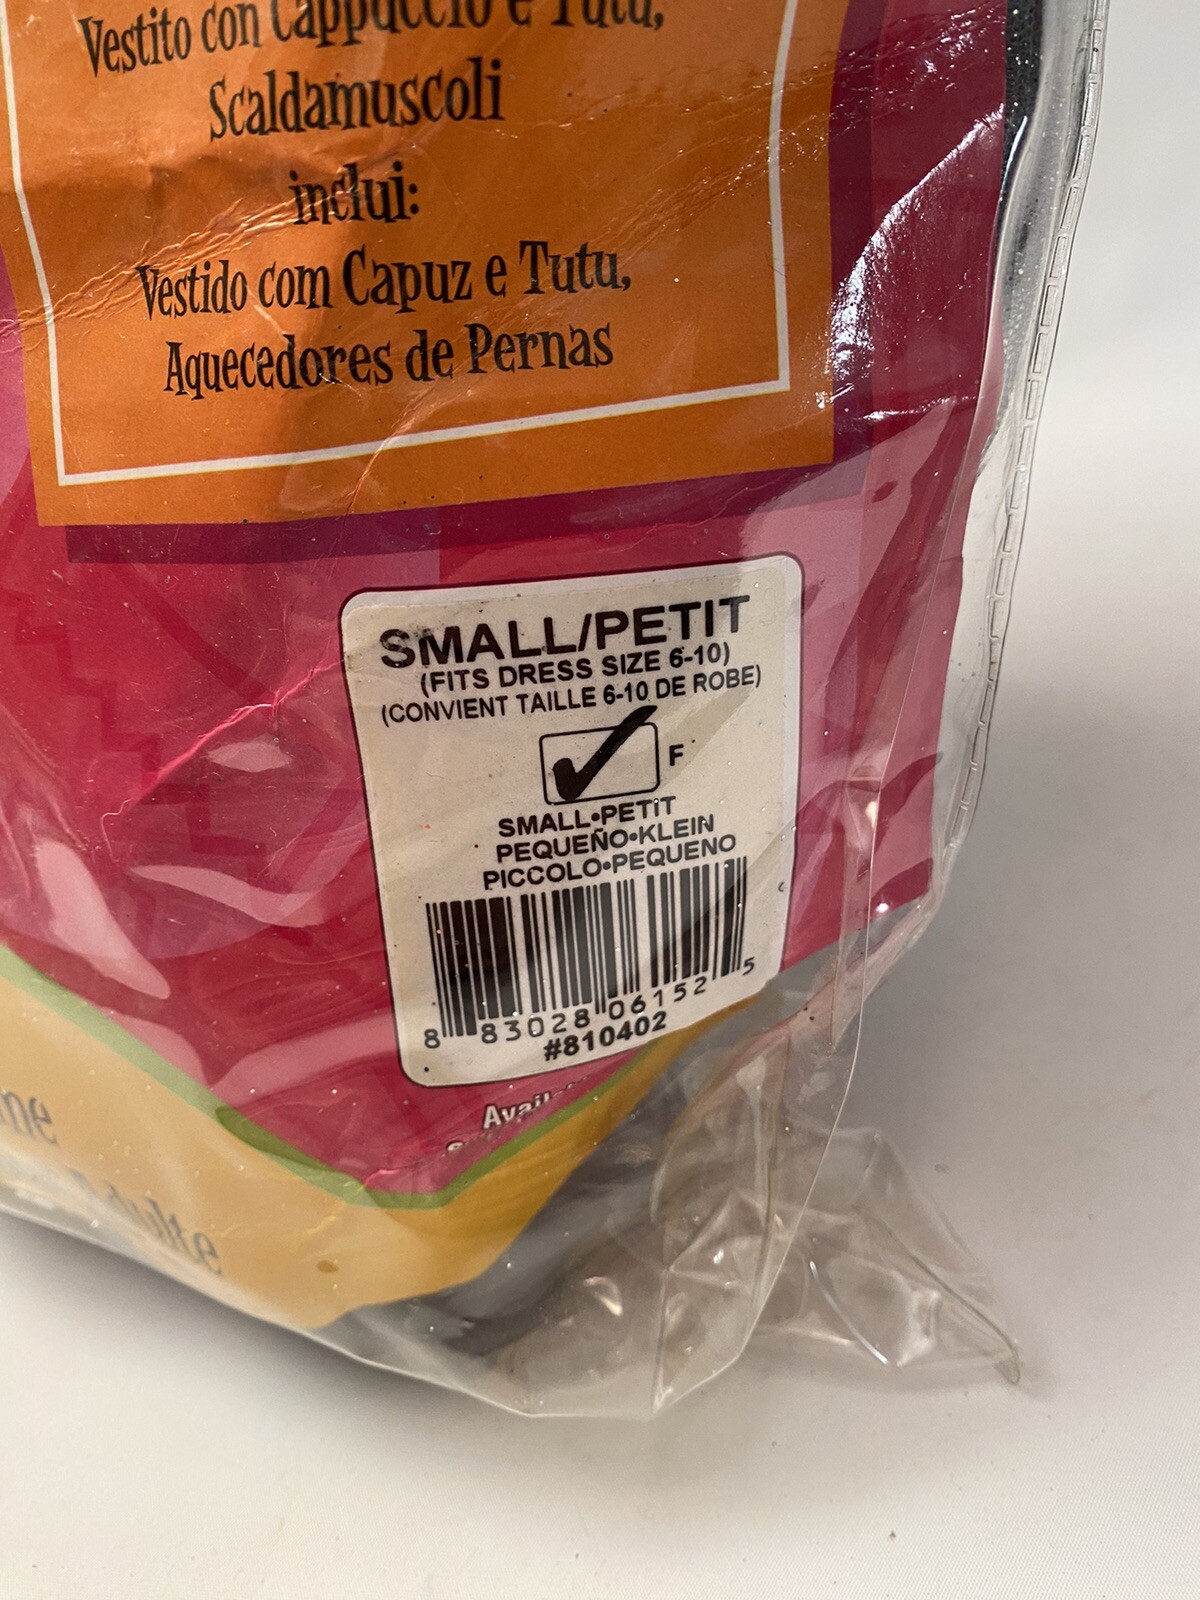 Vestito con Cappuccio e Tutu,
Scaldamuscoli
inclui:
Vestido com Capuz e Tutu,
Aquecedores de Pernas
SMALL/PETIT
(FITS DRESS SIZE 6-10)
(CONVIENT TAILLE 6-10 DE ROBE)
F
SMALL•PETIT
PEQUEÑO•KLEIN
PICCOLO•PEQUENO
8 83028 06152 5
#810402